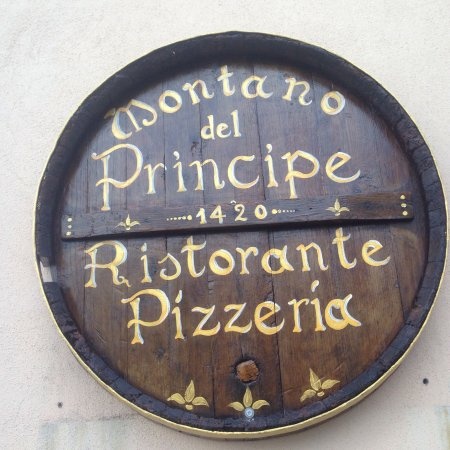 Montano
del
Principe
1420
Ristorante
Pizzeria